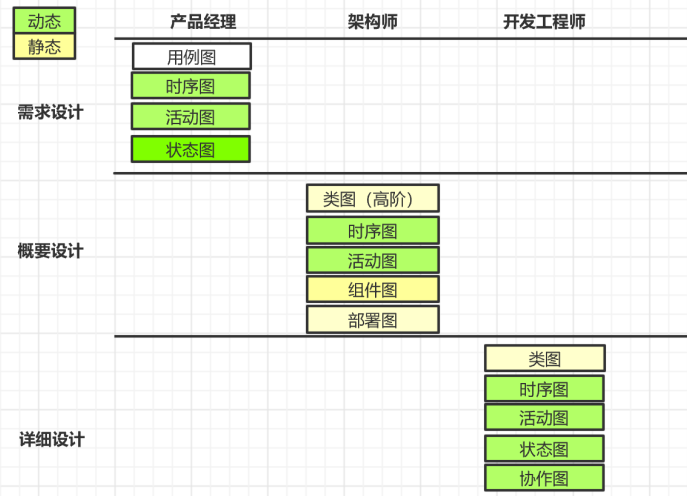 动态
静态
产品经理
架构师
开发工程师
需求设计
用例图
时序图
活动图
状态图
概要设计
类图（高阶）
时序图
活动图
组件图
部署图
详细设计
类图
时序图
活动图
状态图
协作图